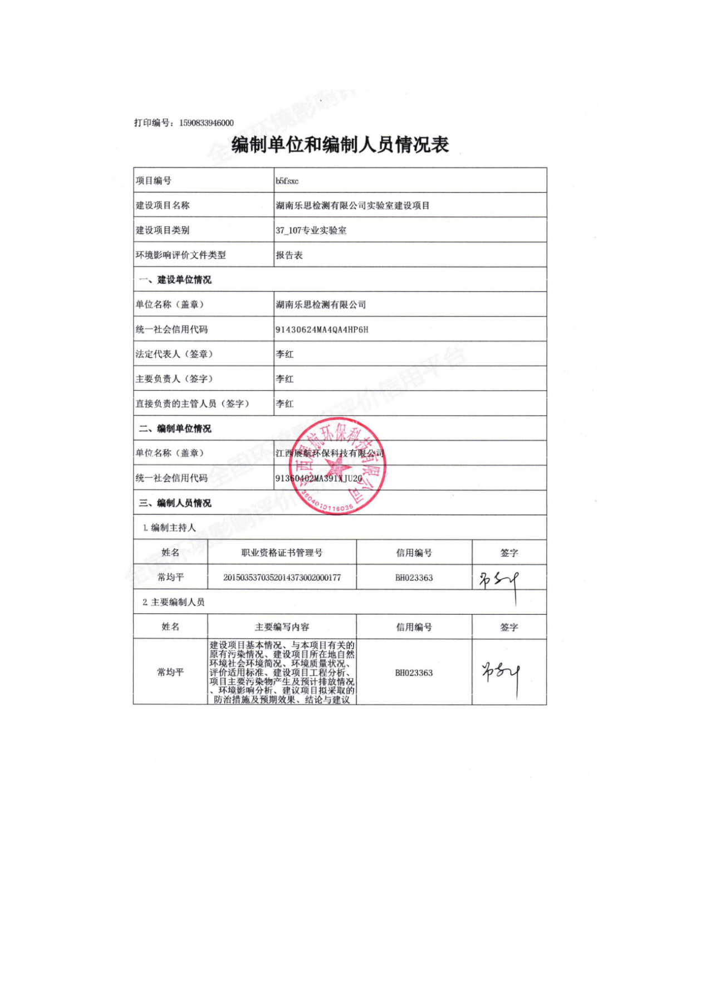 打印编号：1590833946000
编制单位和编制人员情况表
项目编号 b5fsxc
建设项目名称 湖南乐思检测有限公司实验室建设项目
建设项目类别 37_107专业实验室
环境影响评价文件类型 报告表
一、建设单位情况
单位名称（盖章） 湖南乐思检测有限公司
统一社会信用代码 91430624MA4QA4HP6H
法定代表人（签章） 李红
主要负责人（签字） 李红
直接负责的主管人员（签字） 李红
二、编制单位情况
单位名称（盖章） 江西展航环保科技有限公司
统一社会信用代码 91360402MA391XJU2G
江西展航环保科技有限公司
3604010116036
三、编制人员情况
1. 编制主持人
姓名 职业资格证书管理号 信用编号 签字
常均平 2015035370352014373002000177 BH023363
2. 主要编制人员
姓名 主要编写内容 信用编号 签字
建设项目基本情况、与本项目有关的
原有污染情况、建设项目所在地自然
环境社会环境简况、环境质量状况、
常均平 评价适用标准、建设项目工程分析、 BH023363
项目主要污染物产生及预计排放情况
、环境影响分析、建议项目拟采取的
防治措施及预期效果、结论与建议
全国环境影响评价信用平台